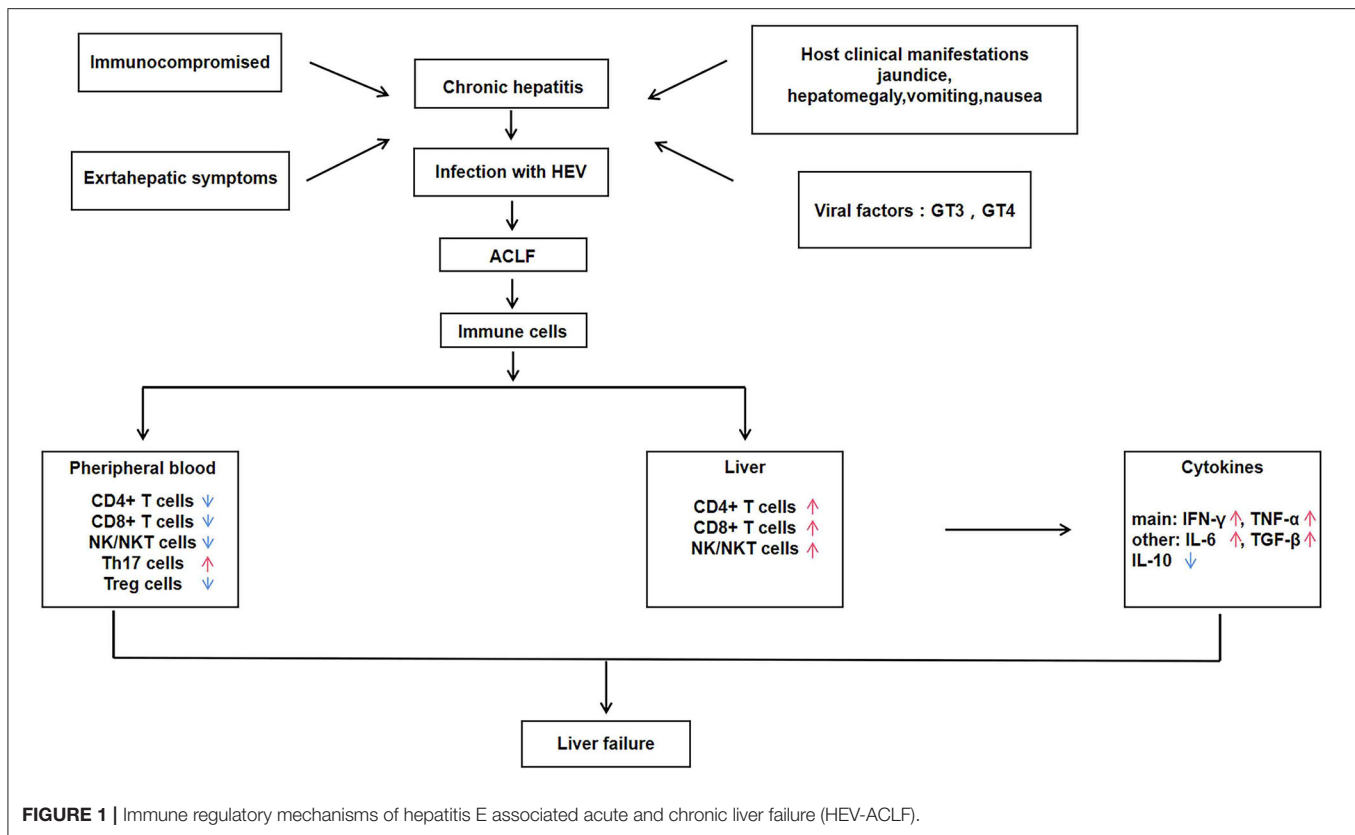 Immunocompromised
Chronic hepatitis
Host clinical manifestations
jaundice,
hepatomegaly,vomiting,nausea
Exrtahepatic symptoms
Infection with HEV
Viral factors：GT3，GT4
ACLF
Immune cells
Pheripheral blood
CD4+ T cells ↓
CD8+ T cells ↓
NK/NKT cells ↓
Th17 cells ↑
Treg cells ↓
Liver
CD4+ T cells ↑
CD8+ T cells ↑
NK/NKT cells ↑
Cytokines
main: IFN-γ ↑, TNF-α ↑
other: IL-6 ↑, TGF-β ↑
IL-10 ↓
Liver failure
FIGURE 1 | Immune regulatory mechanisms of hepatitis E associated acute and chronic liver failure (HEV-ACLF).